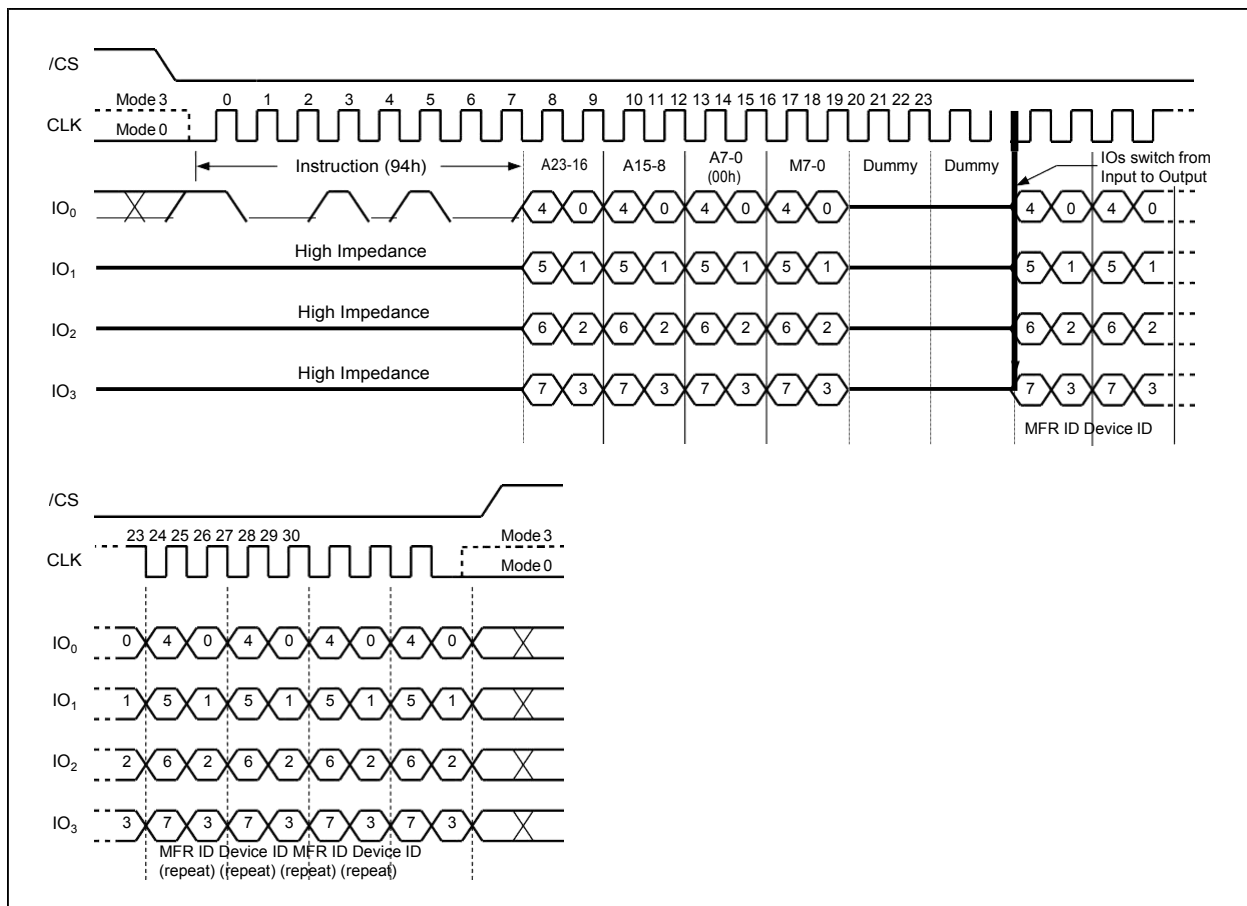 /CS
Mode 3 0 1 2 3 4 5 6 7 8 9 10 11 12 13 14 15 16 17 18 19 20 21 22 23
CLK
Mode 0
Instruction (94h) A23-16 A15-8 A7-0 (00h) M7-0 Dummy Dummy IOs switch from Input to Output
IO0 4 0 4 0 4 0 4 0 4 0 4 0
High Impedance
IO1 5 1 5 1 5 1 5 1 5 1 5 1
High Impedance
IO2 6 2 6 2 6 2 6 2 6 2 6 2
High Impedance
IO3 7 3 7 3 7 3 7 3 7 3 7 3
MFR ID Device ID
/CS
23 24 25 26 27 28 29 30 Mode 3
CLK
Mode 0
IO0 0 4 0 4 0 4 0 4 0
IO1 1 5 1 5 1 5 1 5 1
IO2 2 6 2 6 2 6 2 6 2
IO3 3 7 3 7 3 7 3 7 3
MFR ID Device ID MFR ID Device ID
(repeat) (repeat) (repeat) (repeat)